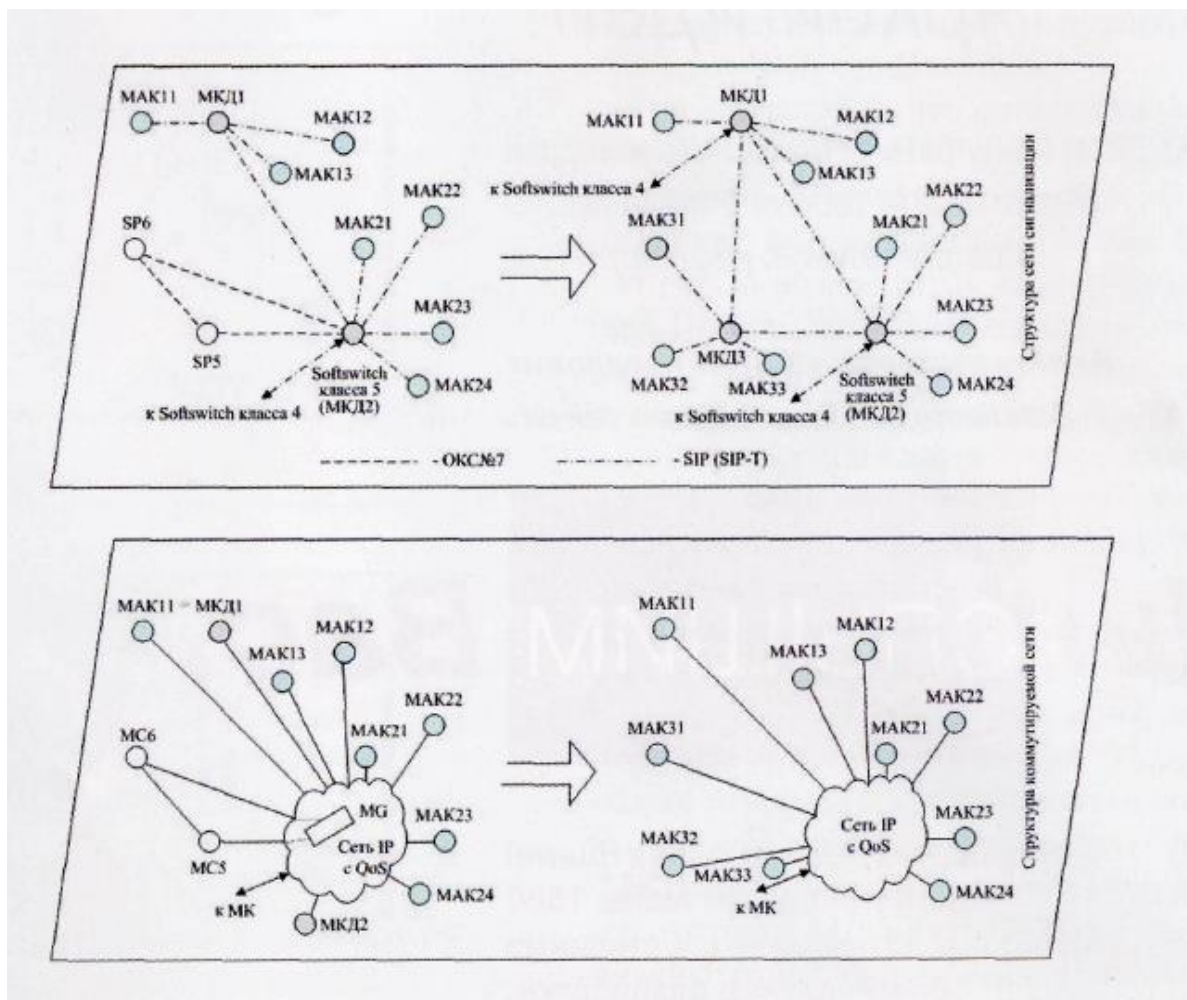 МАК11
МКД1
МАК12
МАК13
МАК22
SP6
МАК21
МАК23
SP5
Softswitch
класса 5
(МКД2)
МАК24
к Softswitch класса 4
МКД1
МАК11
МАК12
МАК13
к Softswitch класса 4
МАК22
МАК31
МАК21
МАК23
МКДЗ
МАК32
МАК33
Softswitch
класса 5
(МКД2)
МАК24
к Softswitch класса 4
ОКС№7
SIP (SIP-T)
Структура сети сигнализации
МАК11
МКД1
МАК12
МАК13
МАК22
МС6
МАК21
MG
МАК23
МС5
Сеть IP
с QoS
МАК24
к МК
МКД2
МАК11
МАК12
МАК13
МАК22
МАК31
МАК21
Сеть IP
с QoS
МАК23
МАК32
МАК33
МАК24
к МК
Структура коммутируемой сети